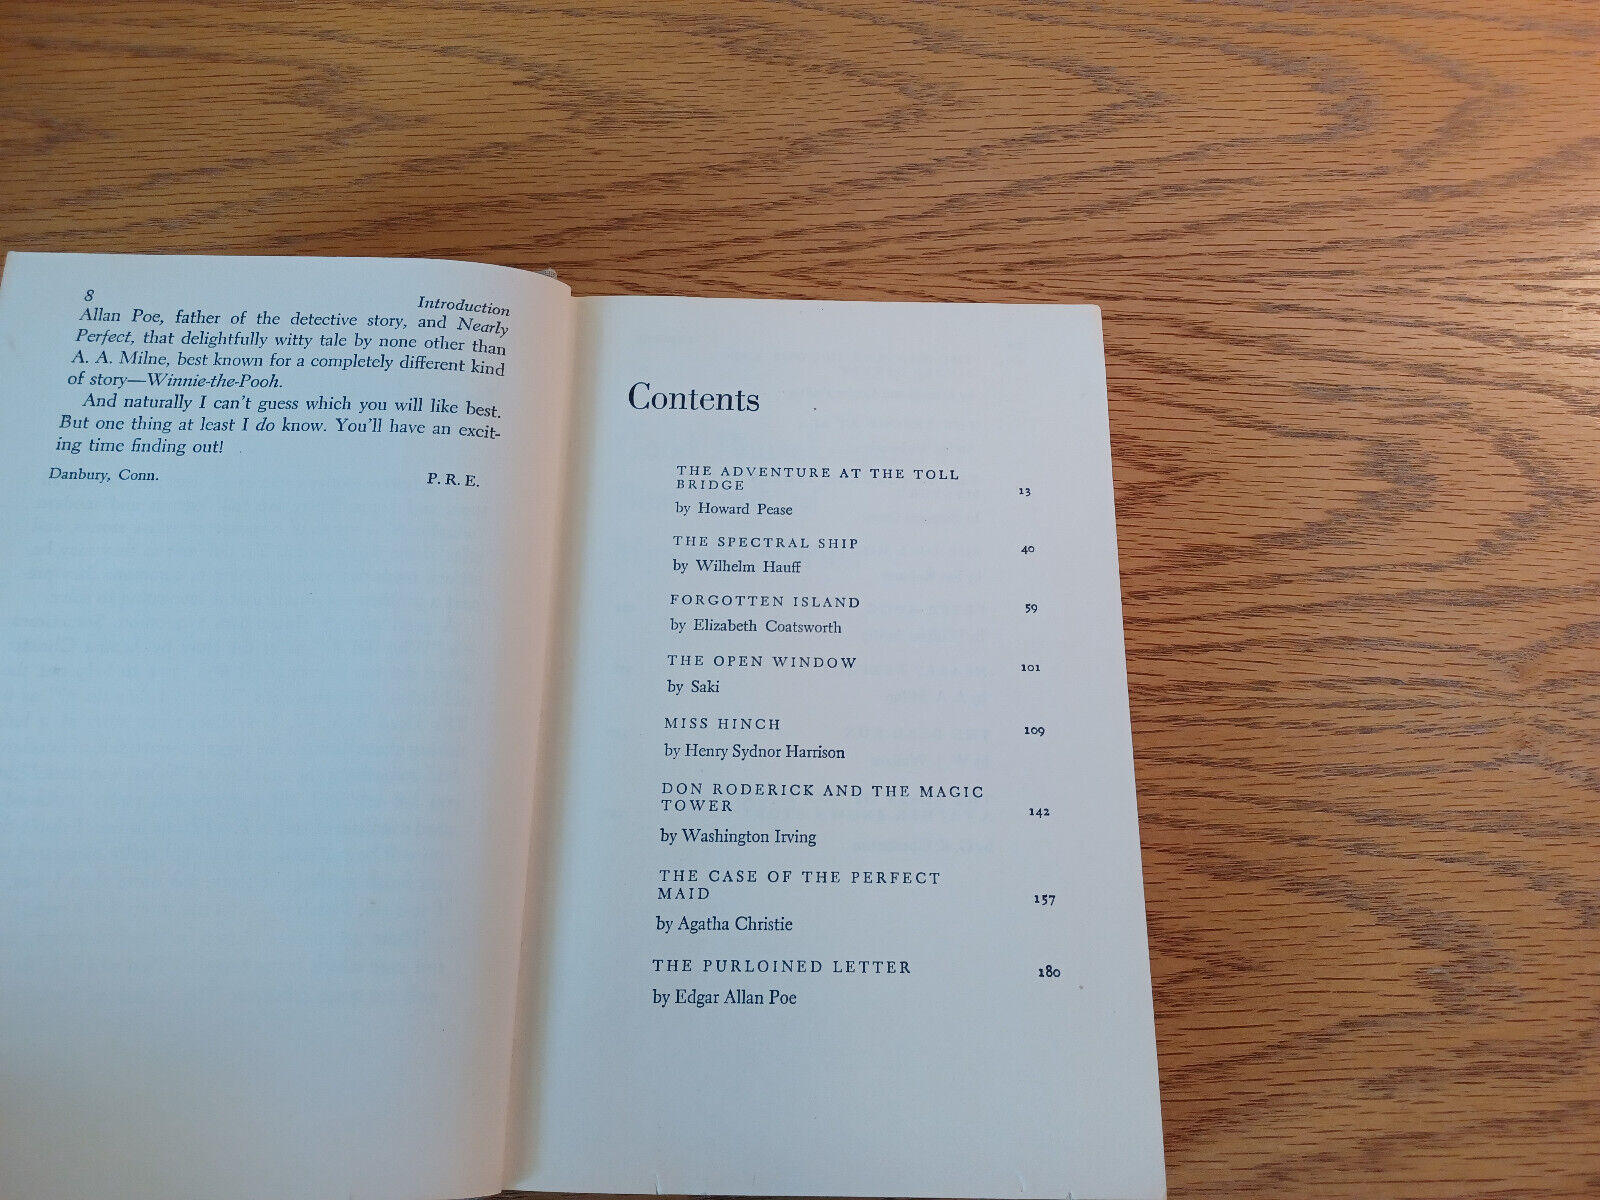 8 Introduction
Allan Poe, father of the detective story, and Nearly
Perfect, that delightfully witty tale by none other than
A. A. Milne, best known for a completely different kind
of story—Winnie-the-Pooh.
And naturally I can't guess which you will like best.
But one thing at least I do know. You'll have an excit-
ing time finding out!
Danbury, Conn. P. R. E.
Contents
THE ADVENTURE AT THE TOLL
BRIDGE 13
by Howard Pease
THE SPECTRAL SHIP 40
by Wilhelm Hauff
FORGOTTEN ISLAND 59
by Elizabeth Coatsworth
THE OPEN WINDOW 101
by Saki
MISS HINCH 109
by Henry Sydnor Harrison
DON RODERICK AND THE MAGIC
TOWER 142
by Washington Irving
THE CASE OF THE PERFECT
MAID 157
by Agatha Christie
THE PURLOINED LETTER 180
by Edgar Allan Poe